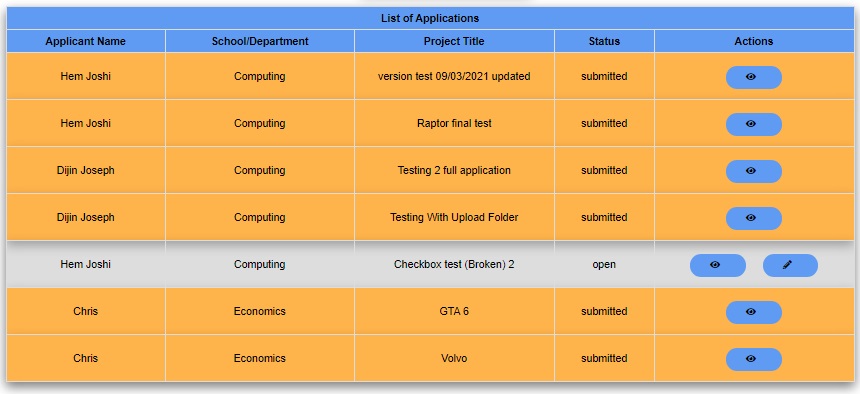 List of Applications
Applicant Name School/Department Project Title Status Actions
Hem Joshi Computing version test 09/03/2021 updated submitted
Hem Joshi Computing Raptor final test submitted
Dijin Joseph Computing Testing 2 full application submitted
Dijin Joseph Computing Testing With Upload Folder submitted
Hem Joshi Computing Checkbox test (Broken) 2 open
Chris Economics GTA 6 submitted
Chris Economics Volvo submitted